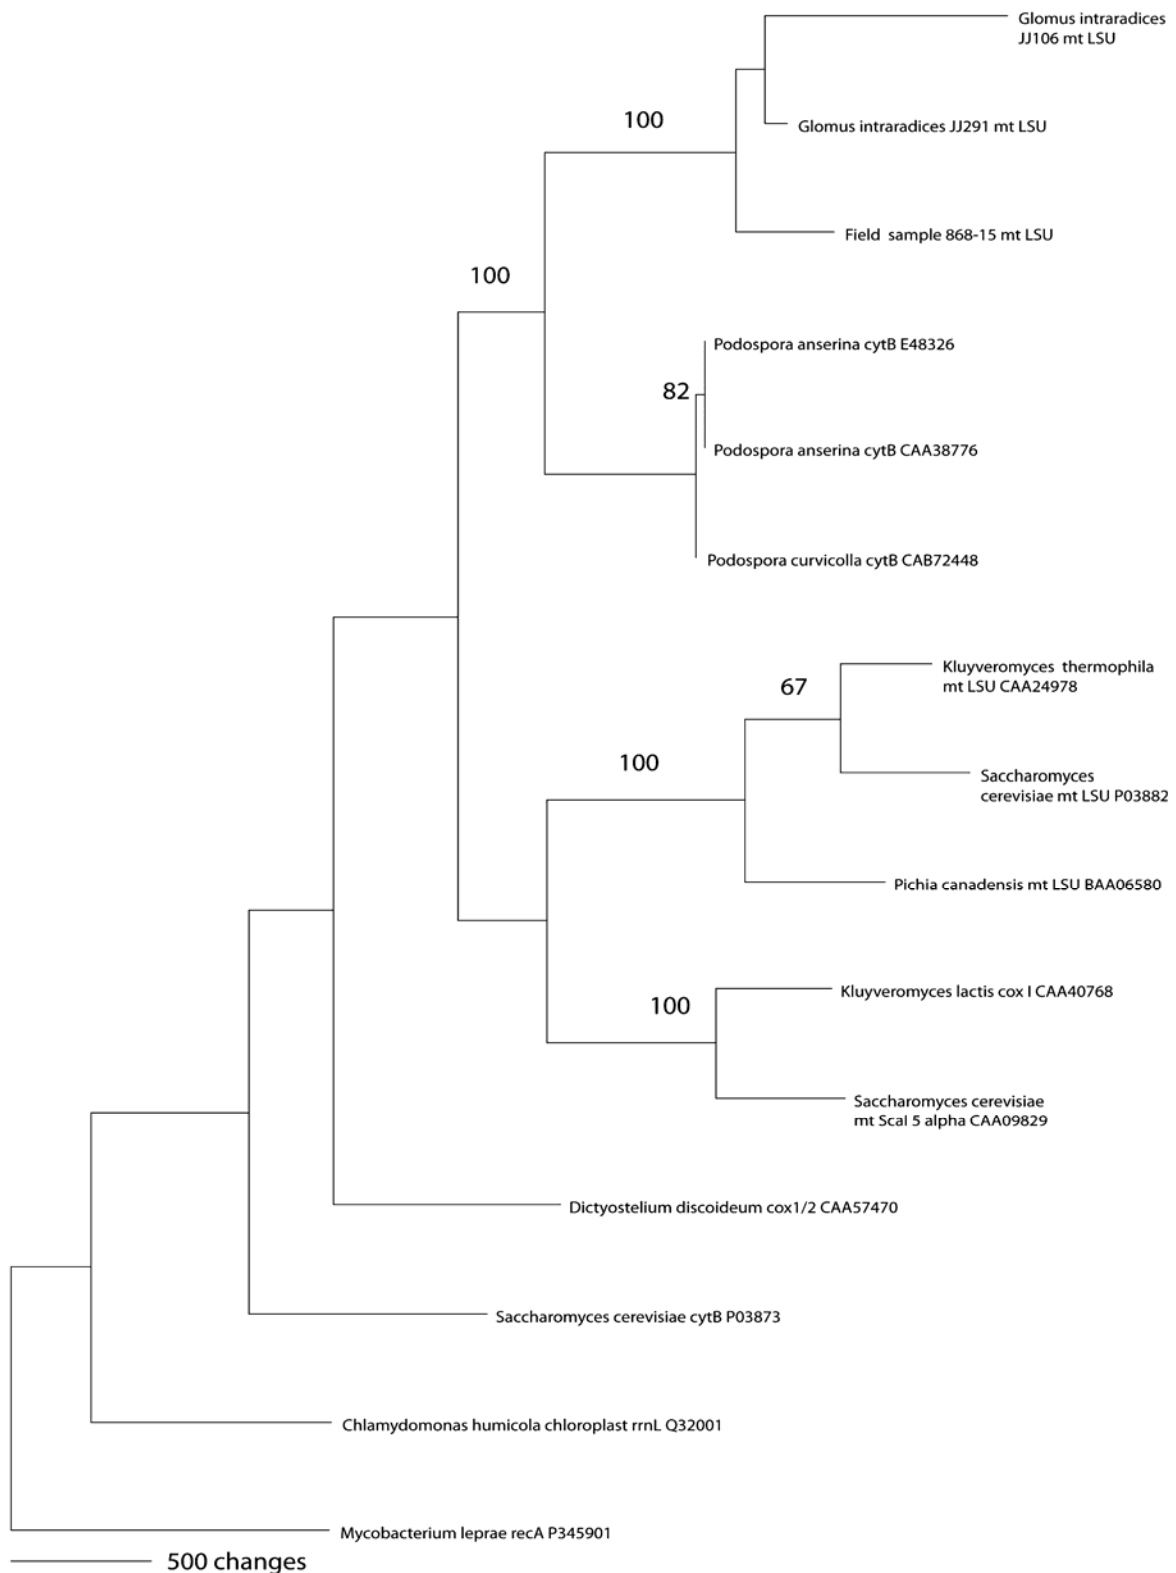 Glomus intraradices
JJ106 mt LSU
100
Glomus intraradices JJ291 mt LSU
Field sample 868-15 mt LSU
100
Podospora anserina cytB E48326
82
Podospora anserina cytB CAA38776
Podospora curvicolla cytB CAB72448
Kluyveromyces thermophila
mt LSU CAA24978
67
100
Saccharomyces
cerevisiae mt LSU P03882
Pichia canadensis mt LSU BAA06580
Kluyveromyces lactis cox I CAA40768
100
Saccharomyces cerevisiae
mt ScaI 5 alpha CAA09829
Dictyostelium discoideum cox1/2 CAA57470
Saccharomyces cerevisiae cytB P03873
Chlamydomonas humicola chloroplast rrnL Q32001
Mycobacterium leprae recA P345901
500 changes